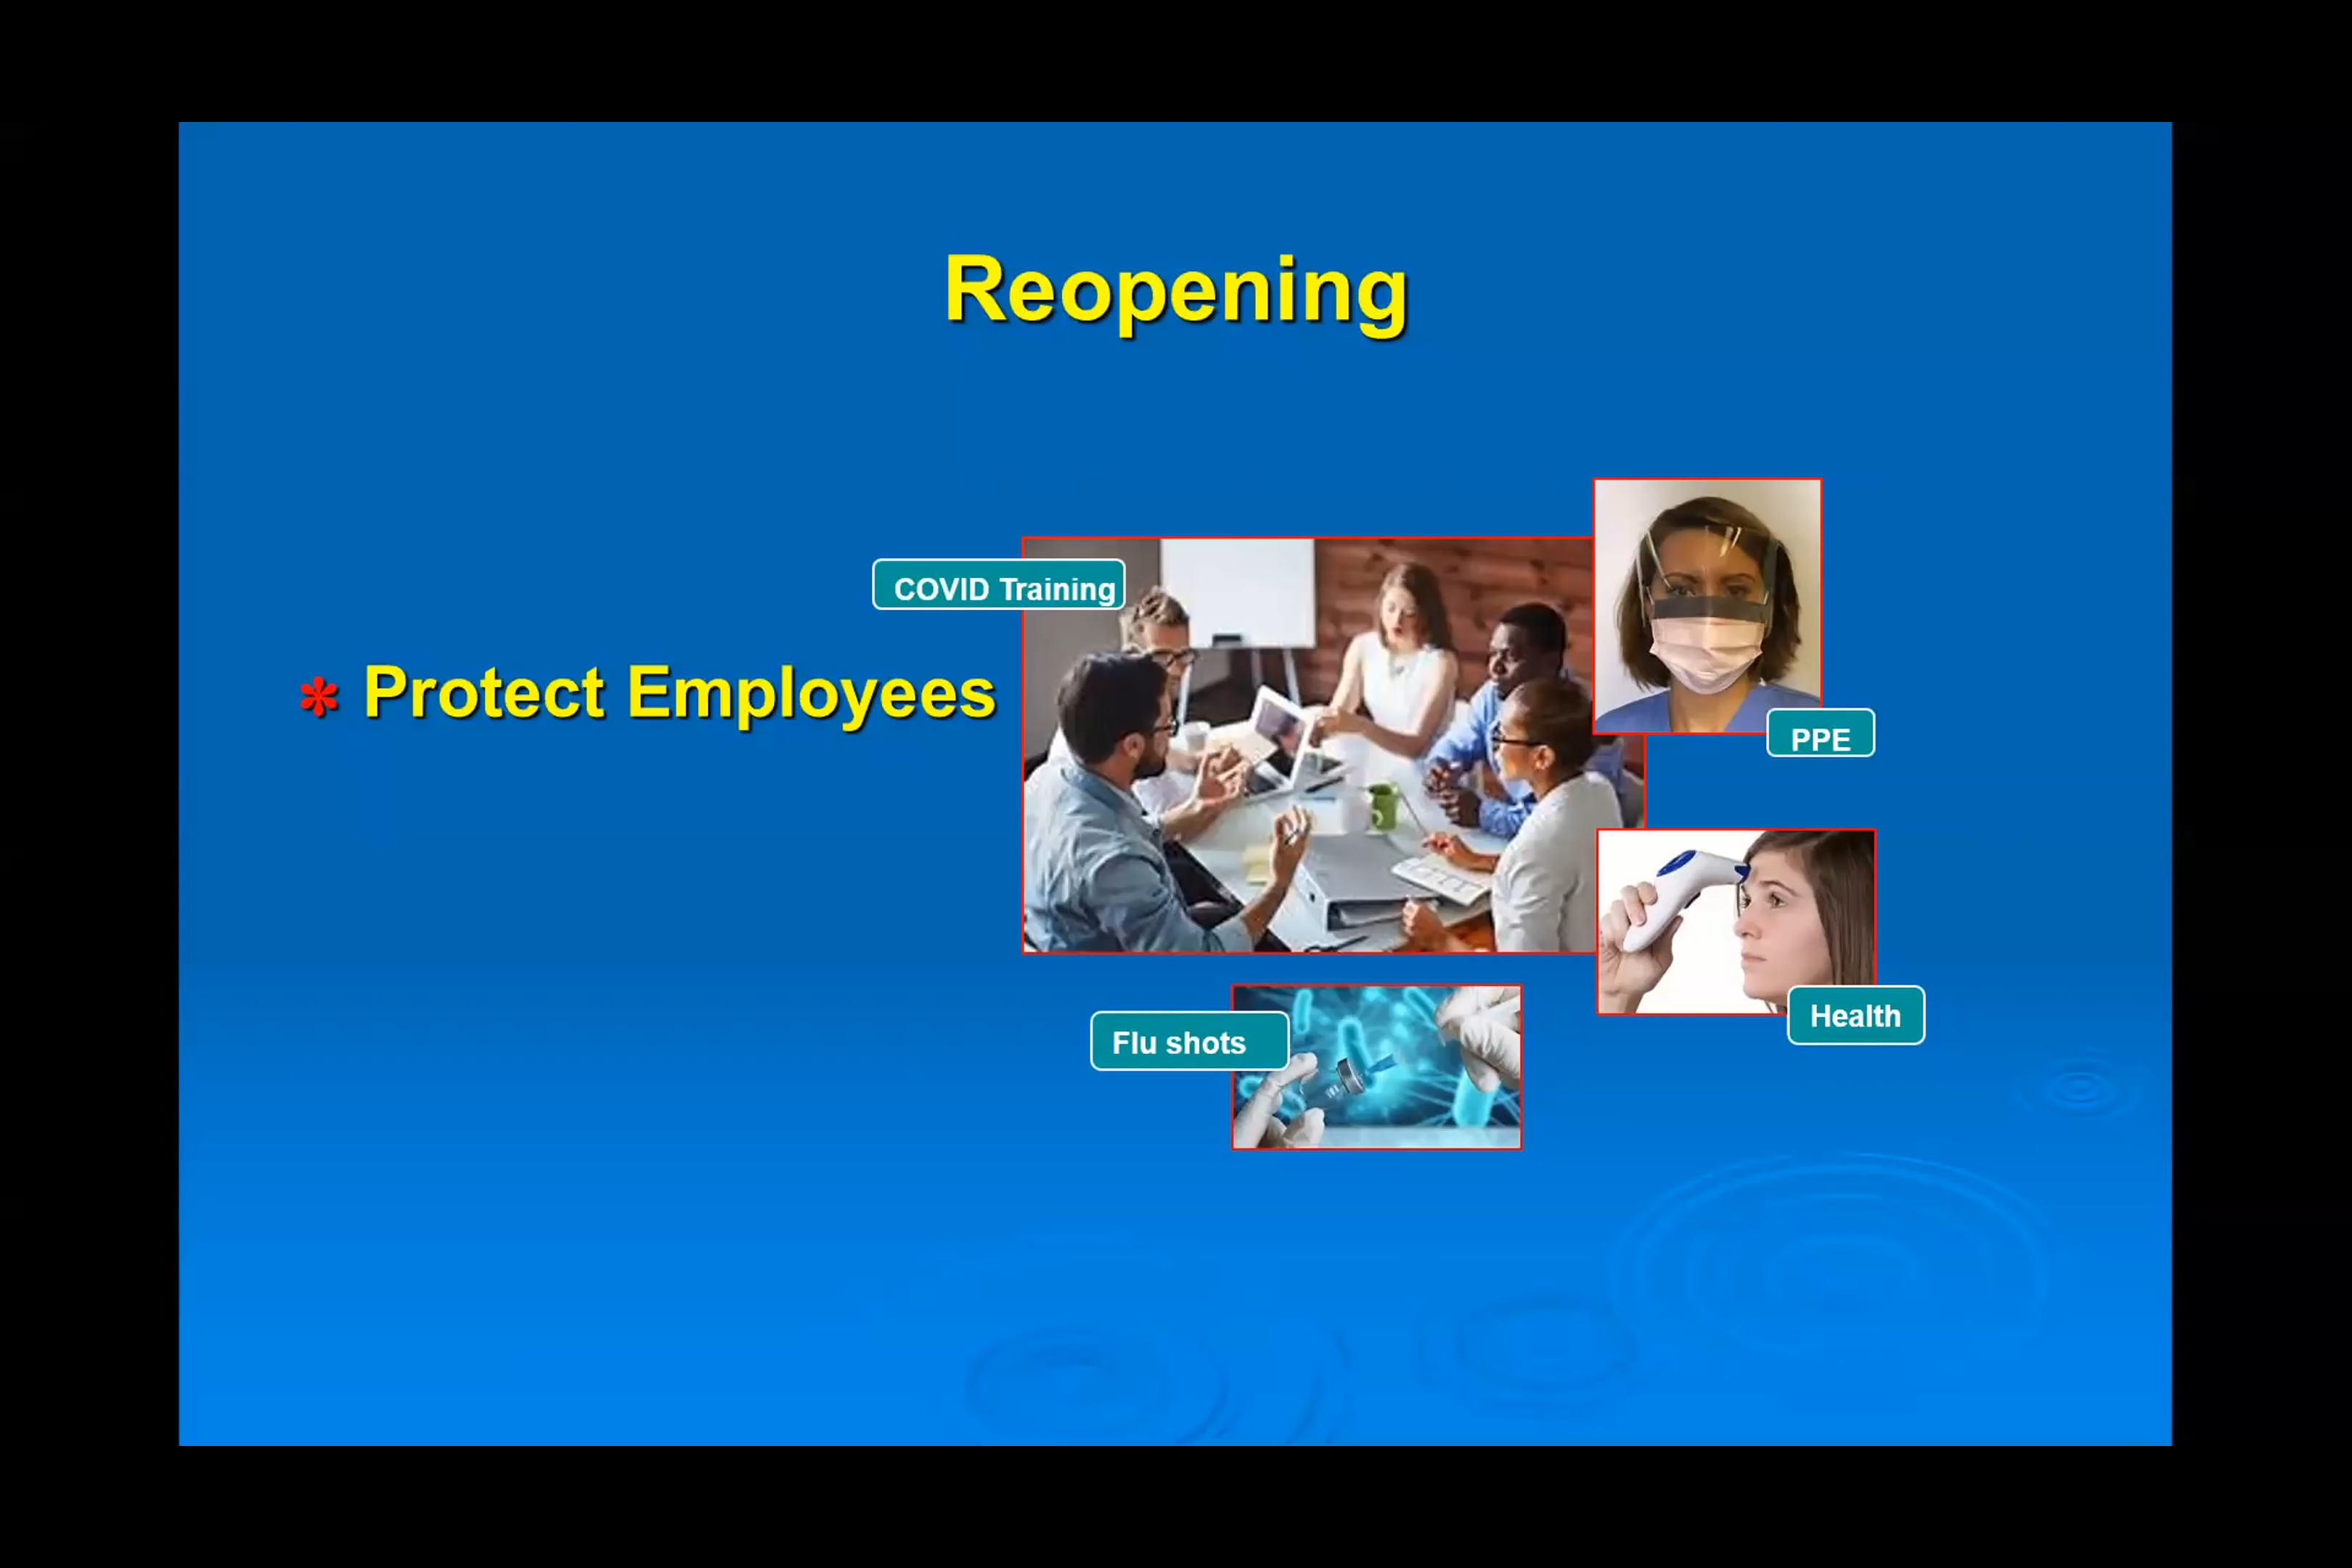 Reopening
COVID Training
* Protect Employees
PPE
Health
Flu shots